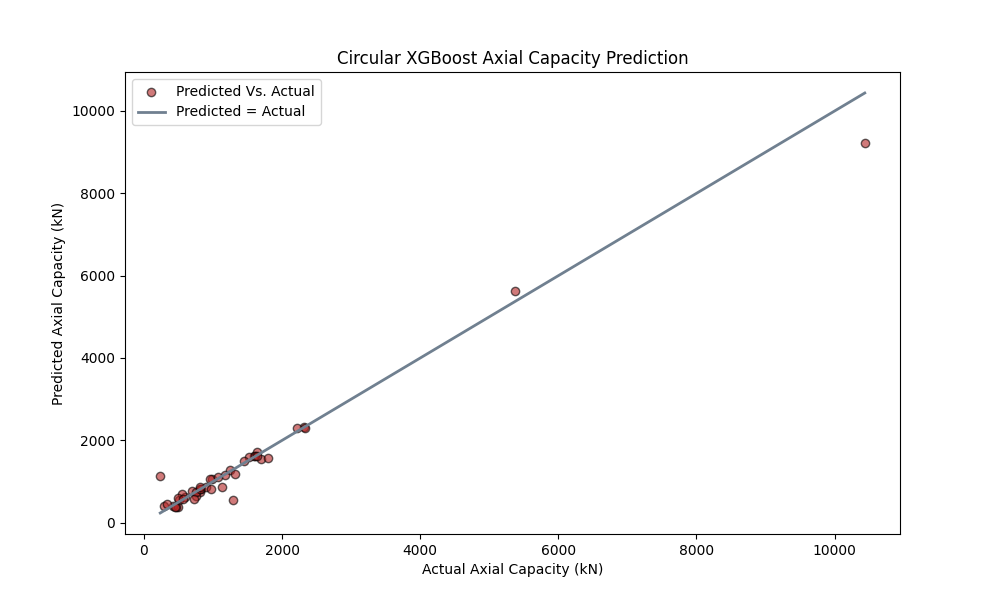 Circular XGBoost Axial Capacity Prediction
Predicted Vs. Actual
Predicted = Actual
10000
8000
6000
4000
2000
0
Predicted Axial Capacity (kN)
0
2000
4000
6000
8000
10000
Actual Axial Capacity (kN)